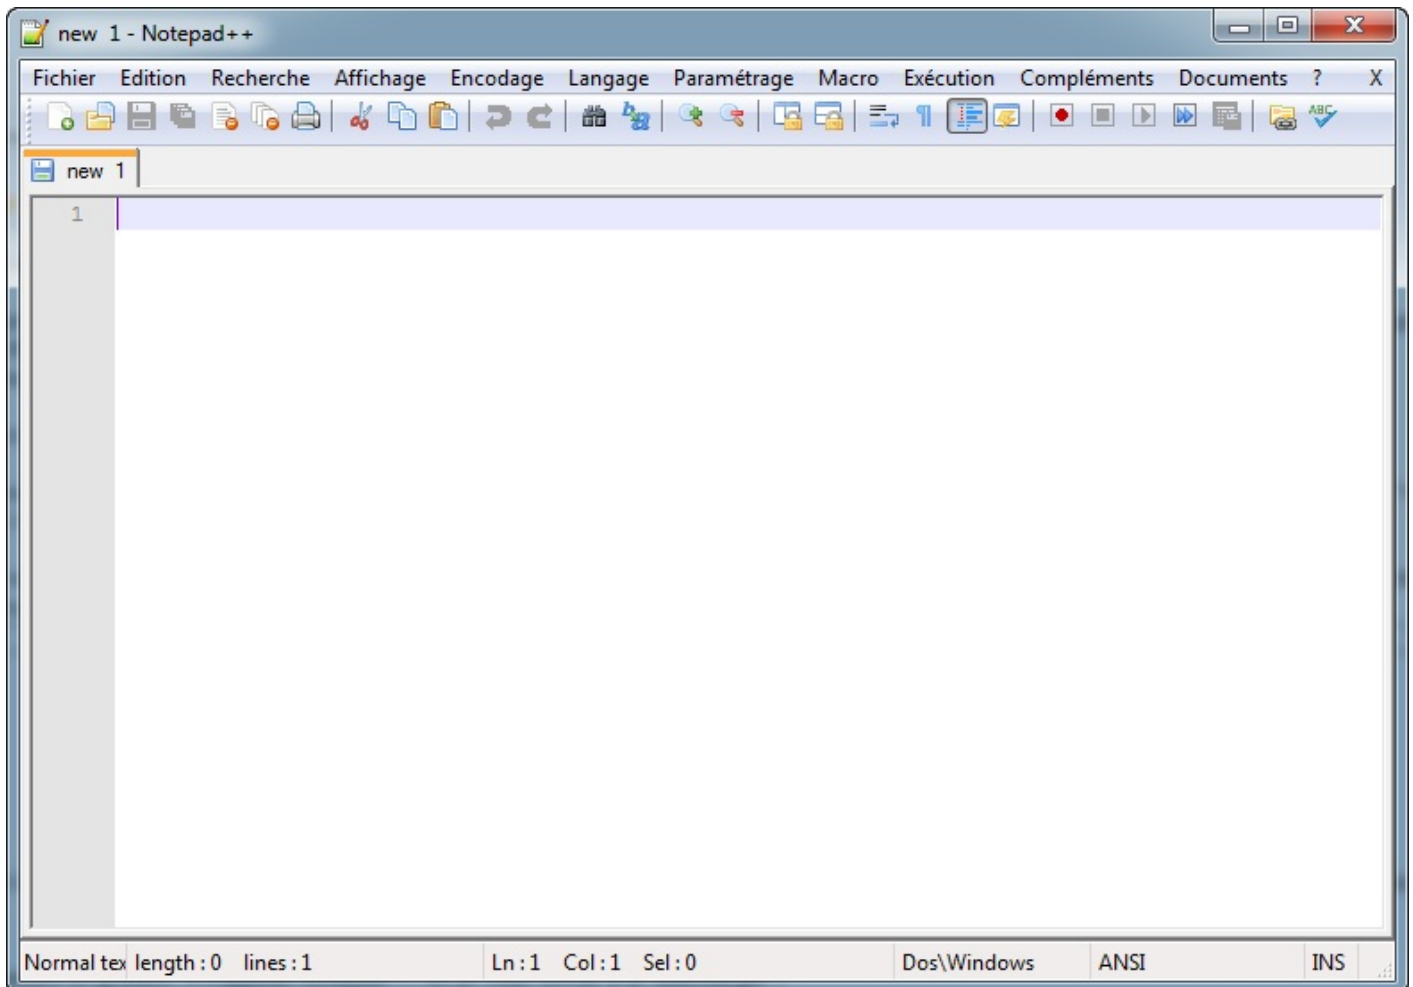 new 1 - Notepad++
Fichier Edition Recherche Affichage Encodage Langage Paramétrage Macro Exécution Compléments Documents ? X
ABC
new 1
1
Normal tex length : 0 lines : 1 Ln : 1 Col : 1 Sel : 0 Dos\Windows ANSI INS